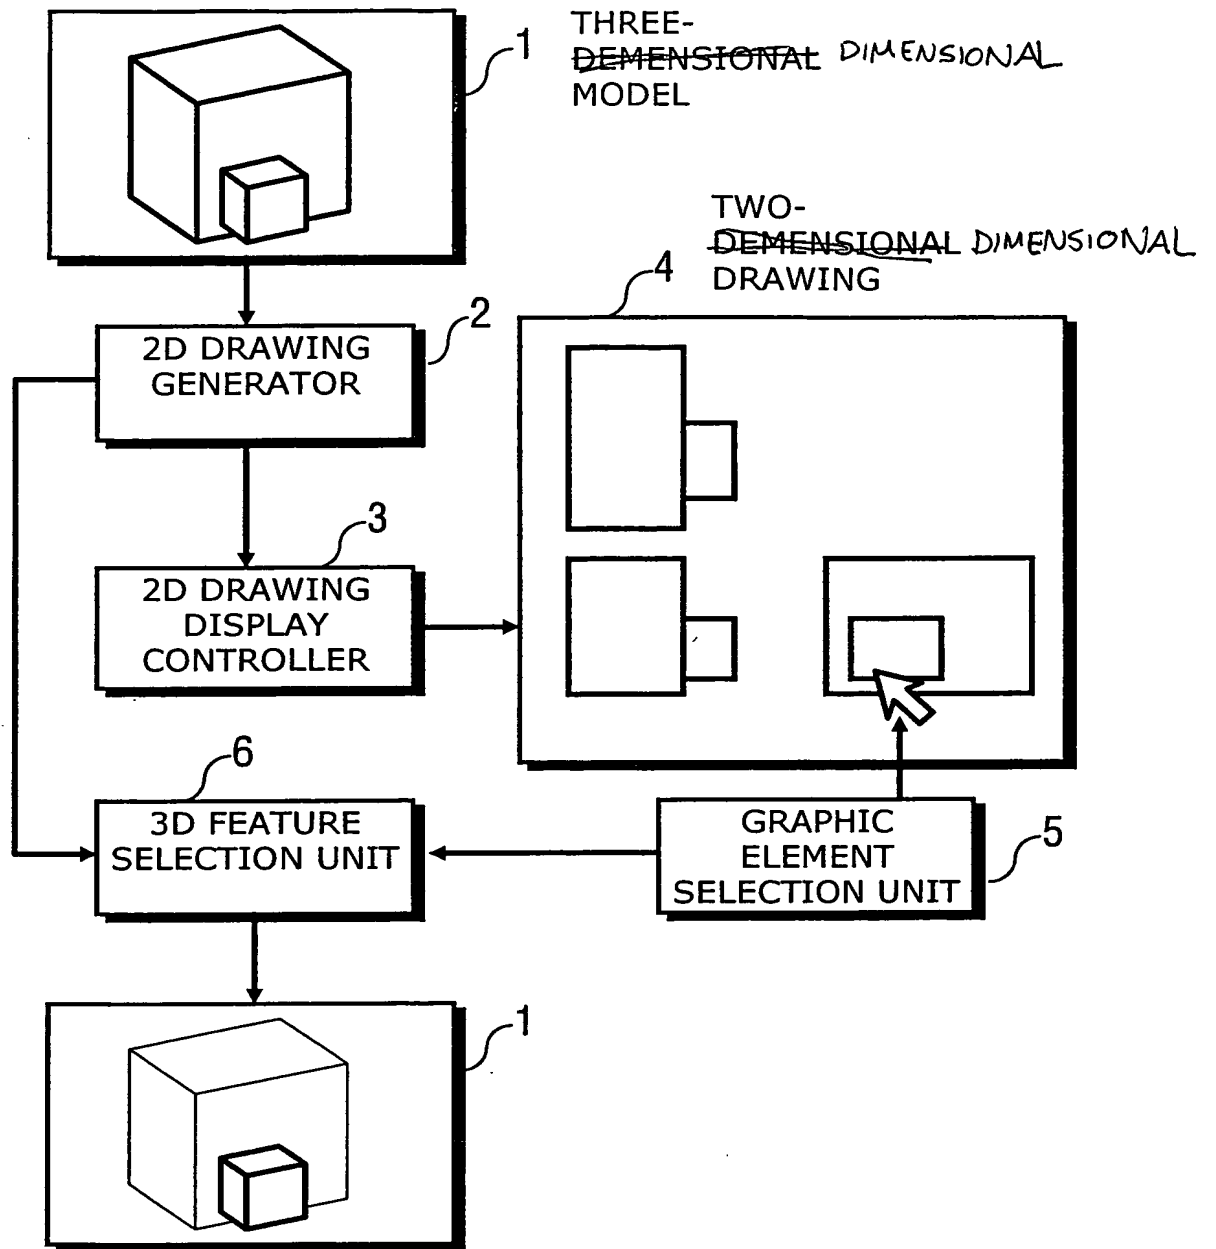 1
THREE-
DEMENSIONAL DIMENSIONAL
MODEL
TWO-
DEMENSIONAL DIMENSIONAL
DRAWING
4
2
2D DRAWING
GENERATOR
3
2D DRAWING
DISPLAY
CONTROLLER
6
3D FEATURE
SELECTION UNIT
GRAPHIC
ELEMENT
SELECTION UNIT
5
1